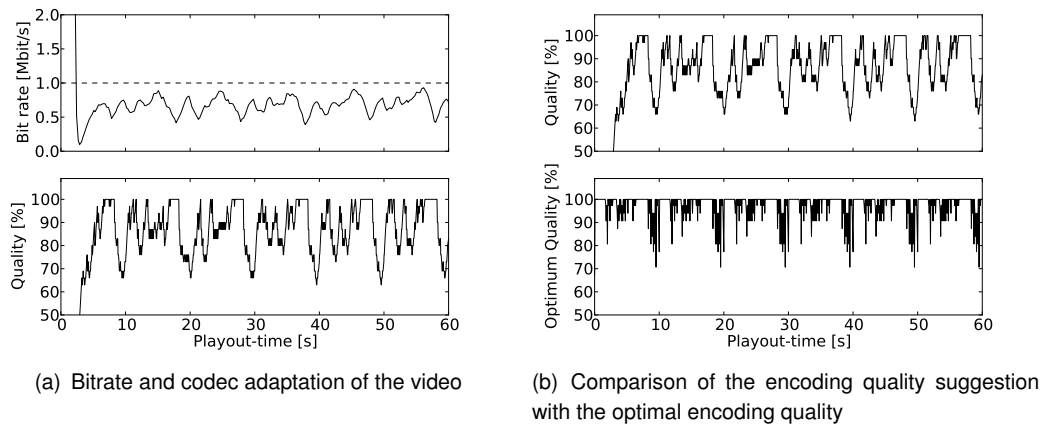 2.0
1.5
1.0
0.5
0.0
Bit rate [Mbit/s]
100
90
80
70
60
50
Quality [%]
0 10 20 30 40 50 60
Playout-time [s]
(a) Bitrate and codec adaptation of the video
100
90
80
70
60
50
Quality [%]
100
90
80
70
60
50
Optimum Quality [%]
0 10 20 30 40 50 60
Playout-time [s]
(b) Comparison of the encoding quality suggestion
with the optimal encoding quality